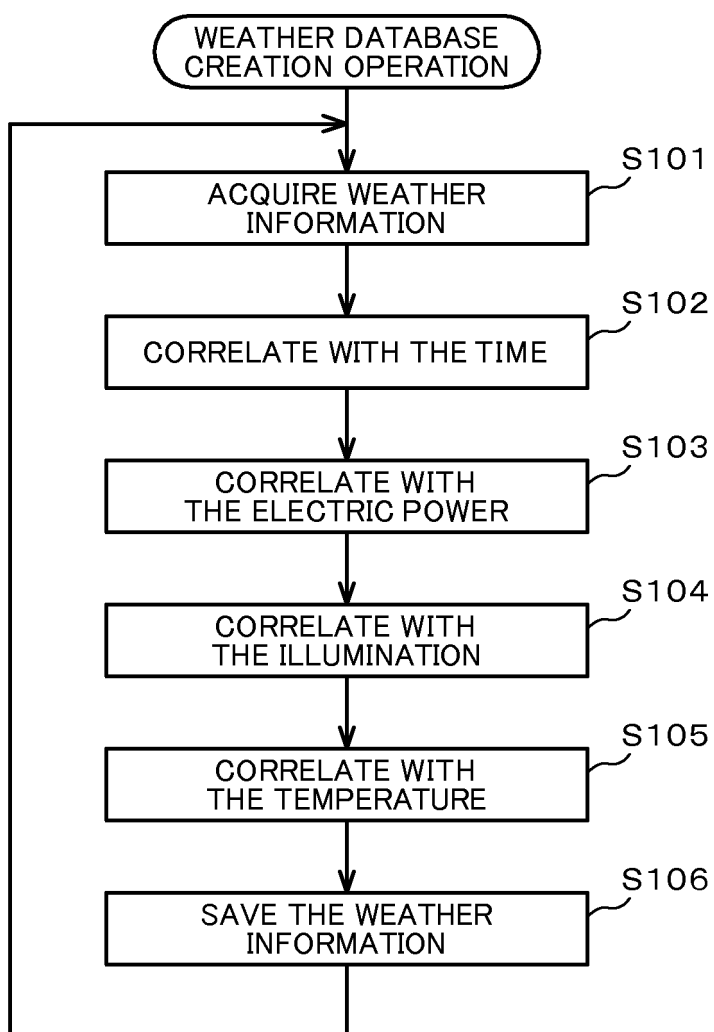 WEATHER DATABASE
CREATION OPERATION
S101
ACQUIRE WEATHER
INFORMATION
S102
CORRELATE WITH THE TIME
S103
CORRELATE WITH
THE ELECTRIC POWER
S104
CORRELATE WITH
THE ILLUMINATION
S105
CORRELATE WITH
THE TEMPERATURE
S106
SAVE THE WEATHER
INFORMATION